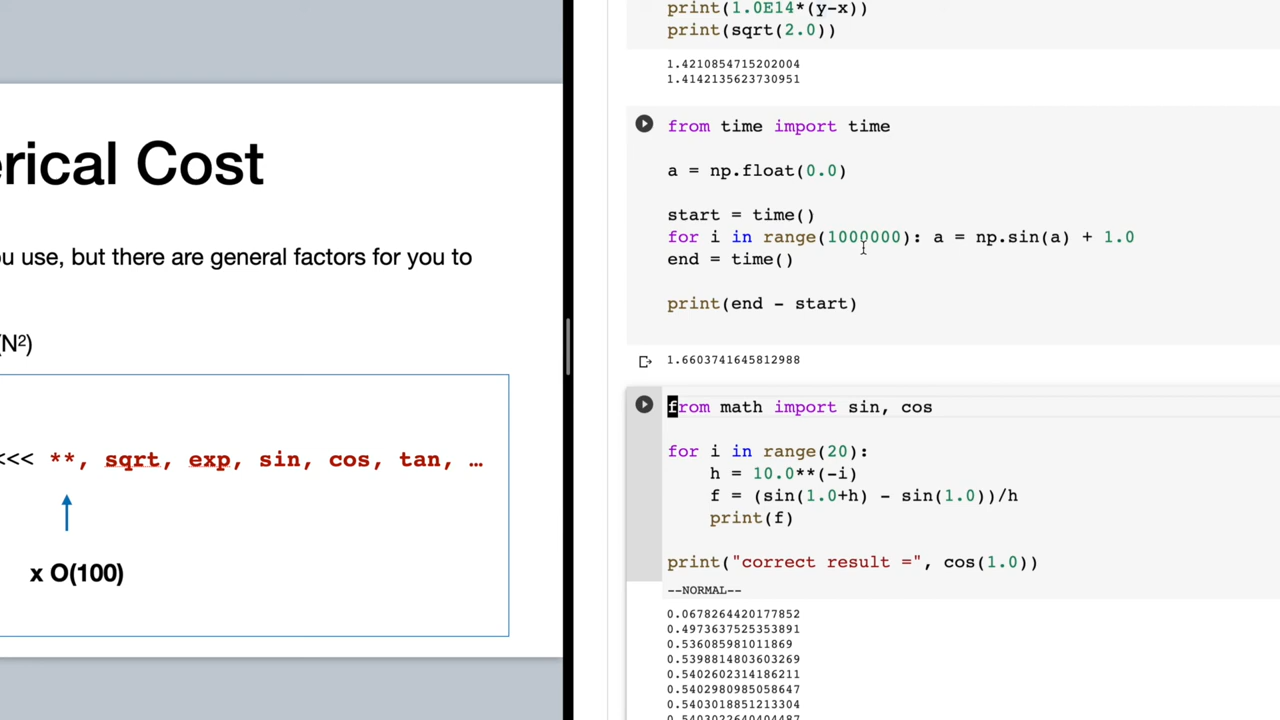 erical Cost
u use, but there are general factors for you to
(N²)
<<< **, sqrt, exp, sin, cos, tan, …
x O(100)
print(1.0E14*(y-x))
print(sqrt(2.0))
1.4210854715202004
1.4142135623730951
from time import time
a = np.float(0.0)
start = time()
for i in range(1000000): a = np.sin(a) + 1.0
end = time()
print(end - start)
1.6603741645812988
from math import sin, cos
for i in range(20):
h = 10.0**(-i)
f = (sin(1.0+h) - sin(1.0))/h
print(f)
print("correct result =", cos(1.0))
--NORMAL--
0.0678264420177852
0.4973637525353891
0.536085981011869
0.5398814803603269
0.5402602314186211
0.5402980985058647
0.5403018851213304
0.5403022640404487